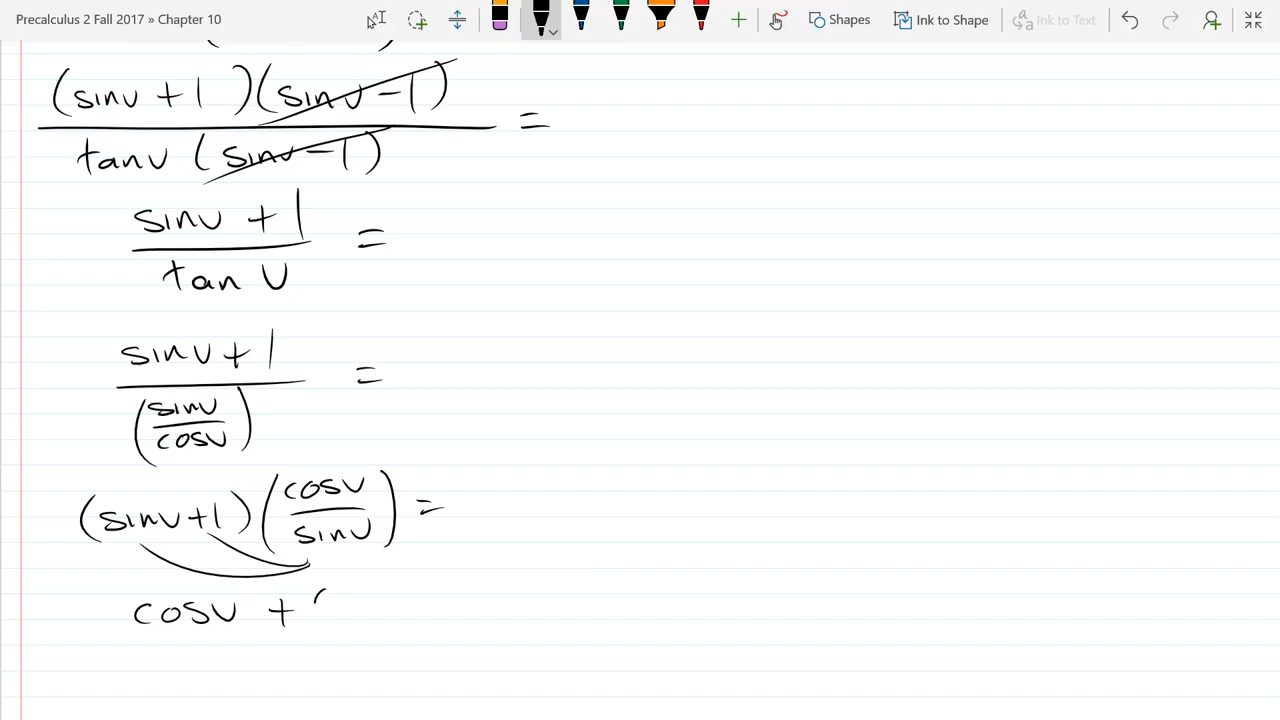 Precalculus 2 Fall 2017 » Chapter 10
Shapes
Ink to Shape
Ink to Text
(sinv + 1)(sinv - 1)
tanv (sinv - 1)
=
sinv + 1
tan v
=
sinv + 1
(sinv
cosv)
=
(sinv+1)(cosv
sinv) =
cosv +